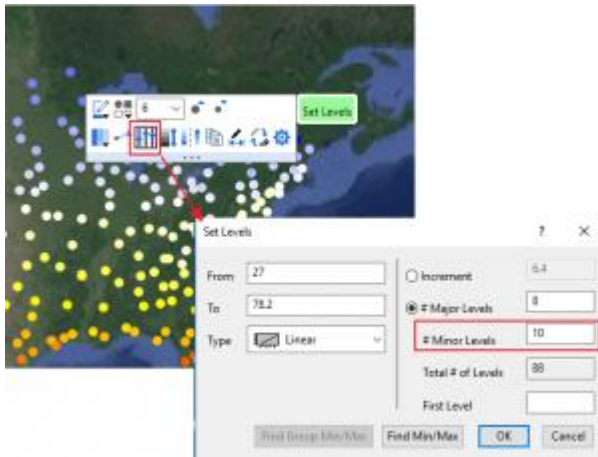 6
Set Levels
Set Levels ? ×
From 27
To 78.2
Type Linear
Increment 6.4
# Major Levels 8
# Minor Levels 10
Total # of Levels 88
First Level
Find Group Min/Max Find Min/Max OK Cancel